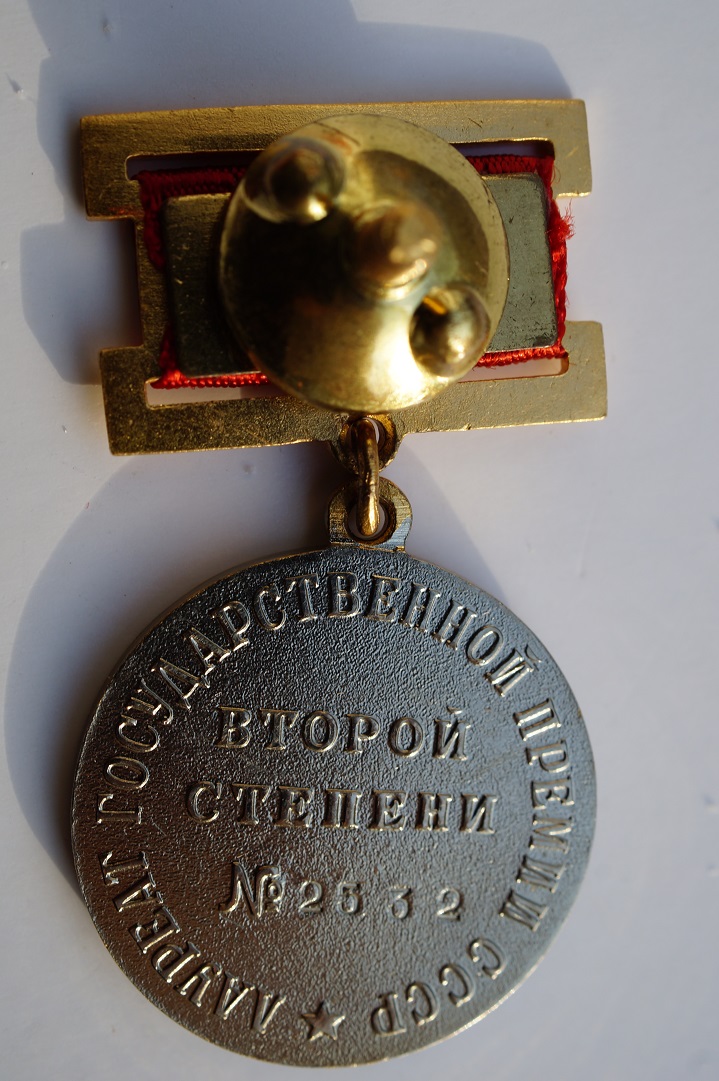 ЛАУРЕАТ ГОСУДАРСТВЕННОЙ ПРЕМИИ СССР
ВТОРОЙ
СТЕПЕНИ
№2532